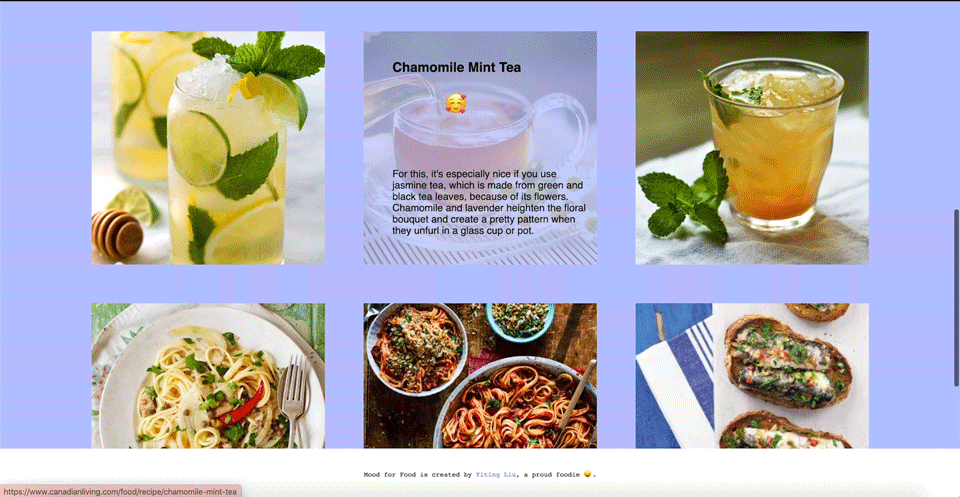 Chamomile Mint Tea
🥰
For this, it's especially nice if you use
jasmine tea, which is made from green and
black tea leaves, because of its flowers.
Chamomile and lavender heighten the floral
bouquet and create a pretty pattern when
they unfurl in a glass cup or pot.
Mood for Food is created by Yiting Liu, a proud foodie 😋.
https://www.canadianliving.com/food/recipe/chamomile-mint-tea